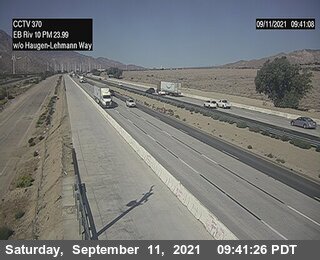 CCTV 370
EB Riv 10 PM 23.99
w/o Haugen-Lehmann Way
09/11/2021 09:41:08
Saturday, September 11, 2021 09:41:26 PDT